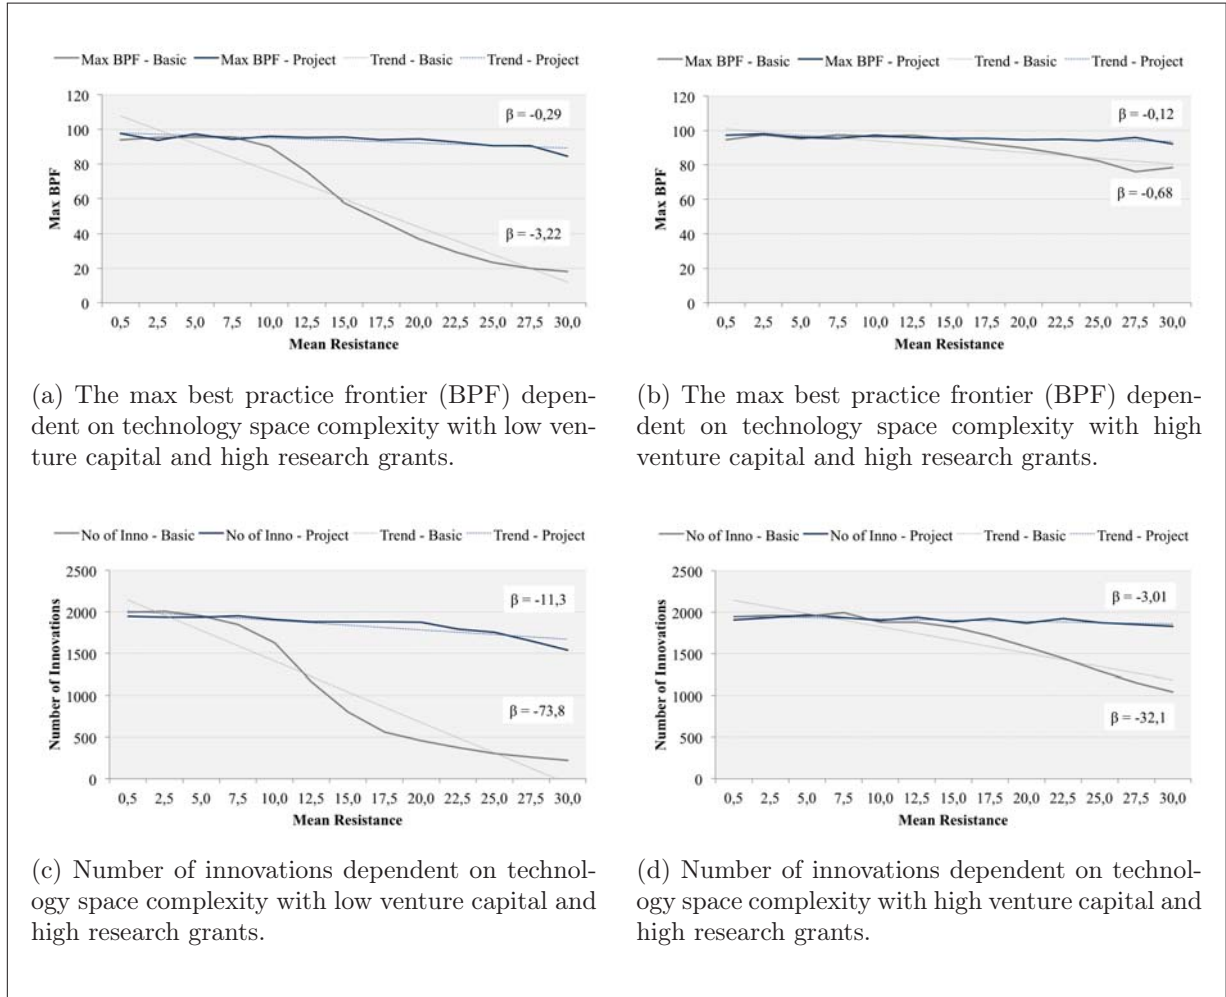 Max BPF - Basic Max BPF - Project Trend - Basic Trend - Project
120
100
80
60
40
20
0
Max BPF
β = -0,29
β = -3,22
0,5 2,5 5,0 7,5 10,0 12,5 15,0 17,5 20,0 22,5 25,0 27,5 30,0
Mean Resistance
(a) The max best practice frontier (BPF) depen-
dent on technology space complexity with low ven-
ture capital and high research grants.
Max BPF - Basic Max BPF - Project Trend - Basic Trend - Project
120
100
80
60
40
20
0
Max BPF
β = -0,12
β = -0,68
0,5 2,5 5,0 7,5 10,0 12,5 15,0 17,5 20,0 22,5 25,0 27,5 30,0
Mean Resistance
(b) The max best practice frontier (BPF) depen-
dent on technology space complexity with high
venture capital and high research grants.
No of Inno - Basic No of Inno - Project Trend - Basic Trend - Project
2500
2000
1500
1000
500
0
Number of Innovations
β = -11,3
β = -73,8
0,5 2,5 5,0 7,5 10,0 12,5 15,0 17,5 20,0 22,5 25,0 27,5 30,0
Mean Resistance
(c) Number of innovations dependent on technol-
ogy space complexity with low venture capital and
high research grants.
No of Inno - Basic No of Inno - Project Trend - Basic Trend - Project
2500
2000
1500
1000
500
0
Number of Innovations
β = -3,01
β = -32,1
0,5 2,5 5,0 7,5 10,0 12,5 15,0 17,5 20,0 22,5 25,0 27,5 30,0
Mean Resistance
(d) Number of innovations dependent on technol-
ogy space complexity with high venture capital and
high research grants.